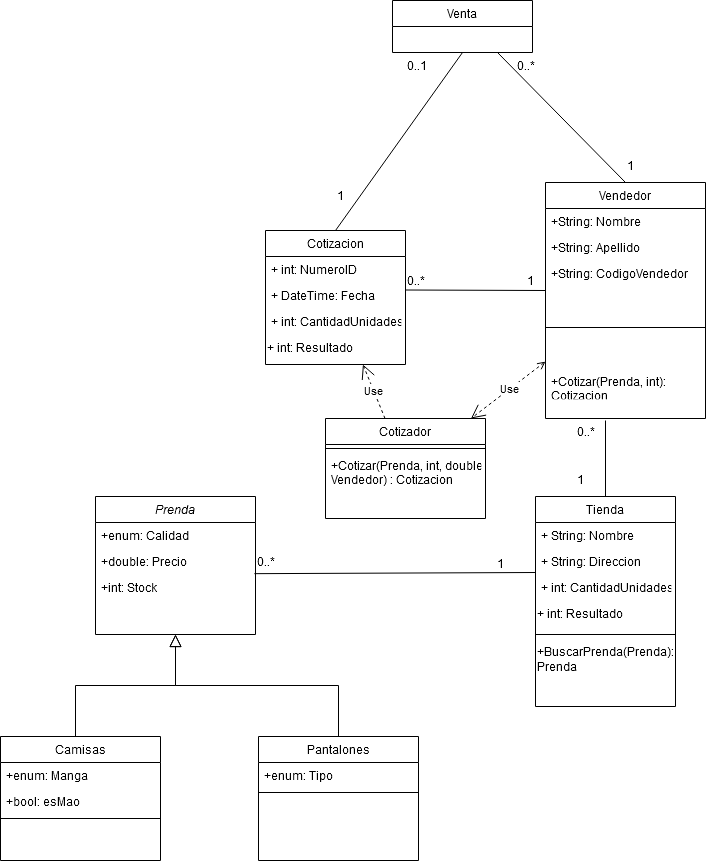 Venta
0..1
0..*
1
1
Vendedor
+String: Nombre
+String: Apellido
+String: CodigoVendedor
+Cotizar(Prenda, int):
Cotizacion
Cotizacion
+ int: NumeroID
+ DateTime: Fecha
+ int: CantidadUnidades
+ int: Resultado
0..*
1
Use
Use
Cotizador
+Cotizar(Prenda, int, double
Vendedor) : Cotizacion
0..*
1
Prenda
+enum: Calidad
+double: Precio
+int: Stock
0..*
1
Tienda
+ String: Nombre
+ String: Direccion
+ int: CantidadUnidades
+ int: Resultado
+BuscarPrenda(Prenda):
Prenda
Camisas
+enum: Manga
+bool: esMao
Pantalones
+enum: Tipo